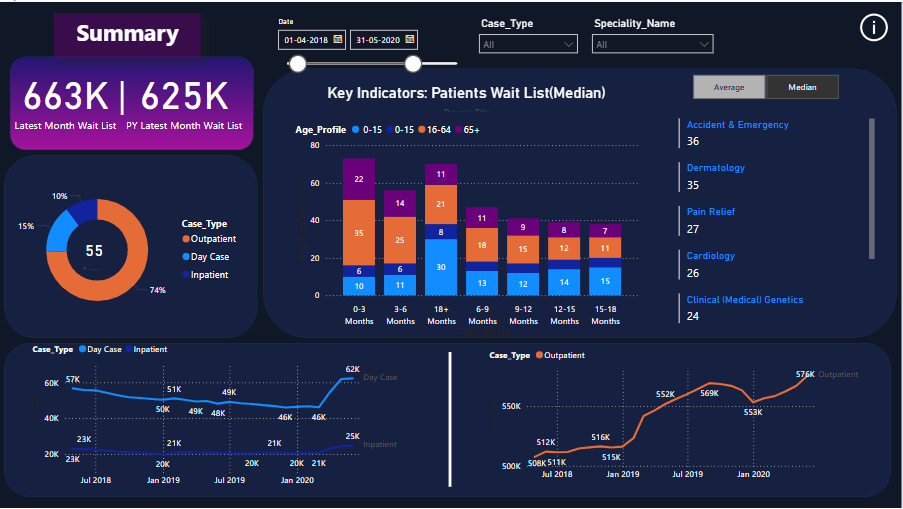 Summary
663K | 625K
Latest Month Wait List PY Latest Month Wait List
Date
01-04-2018 31-05-2020
Case_Type
All
Speciality_Name
All
i
Key Indicators: Patients Wait List(Median)
Average Median
Age_Profile 0-15 0-15 16-64 65+
80
60
40
20
0
22
35
6
10
14
25
6
11
11
21
8
30
11
18
13
9
15
12
8
12
14
7
11
15
0-3 Months
3-6 Months
18+ Months
6-9 Months
9-12 Months
12-15 Months
15-18 Months
Accident & Emergency
36
Dermatology
35
Pain Relief
27
Cardiology
26
Clinical (Medical) Genetics
24
10%
15%
55
74%
Case_Type
Outpatient
Day Case
Inpatient
Case_Type Day Case Inpatient
60K
40K
20K
57K
50K
51K
49K
48K
49K
46K
46K
62K
Day Case
23K
23K
20K
21K
20K
21K
20K
21K
25K
Inpatient
Jul 2018 Jan 2019 Jul 2019 Jan 2020
Case_Type Outpatient
550K
500K
508K
512K
511K
516K
515K
552K
569K
553K
576K
Outpatient
Jul 2018 Jan 2019 Jul 2019 Jan 2020